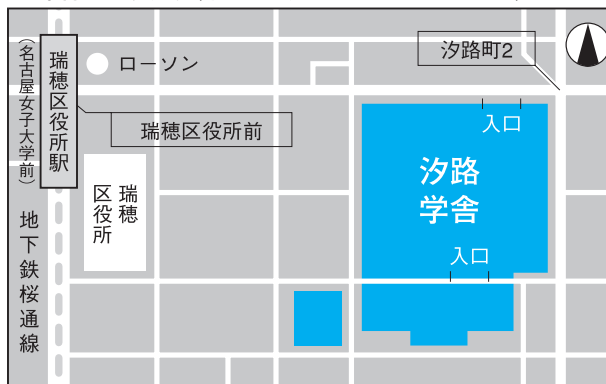 瑞穂区役所駅
（名古屋女子大学前）
地下鉄桜通線
ローソン
瑞穂区役所前
瑞穂
区役所
汐路町2
入口
汐路
学舎
入口